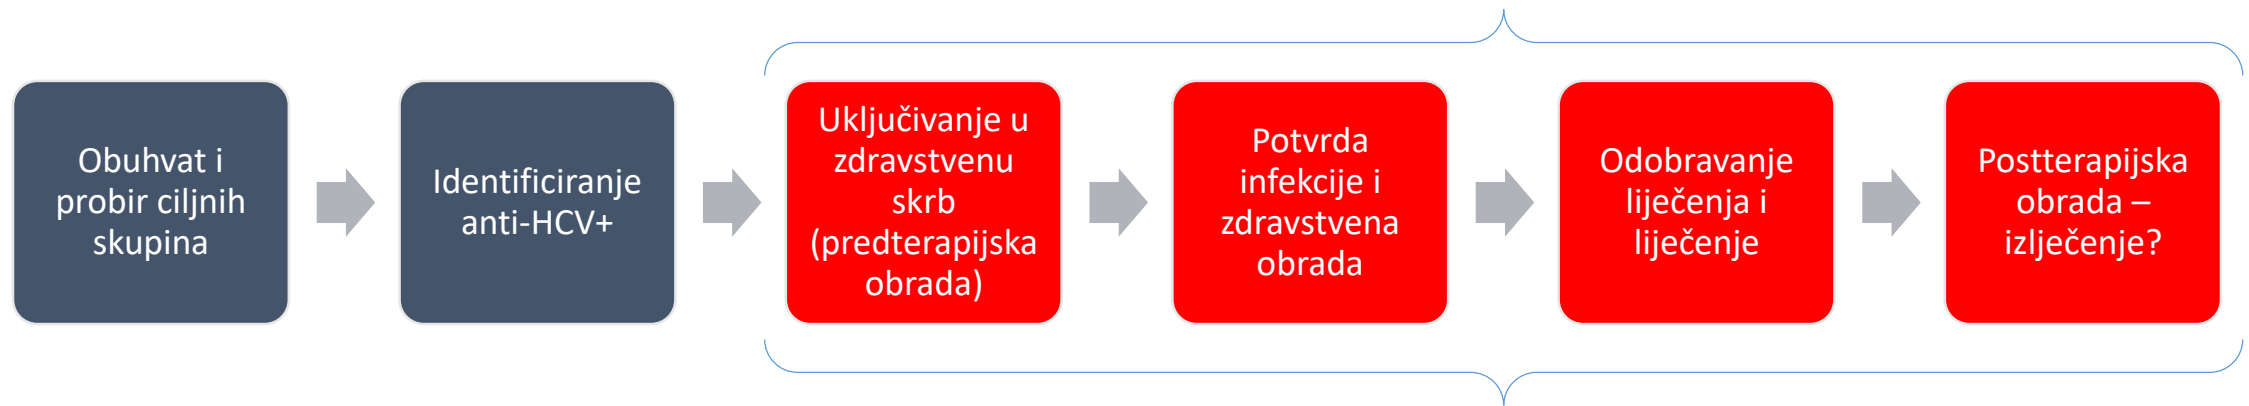 Obuhvat i
probir ciljnih
skupina
Identificiranje
anti-HCV+
Uključivanje u
zdravstvenu
skrb
(predterapijska
obrada)
Potvrda
infekcije i
zdravstvena
obrada
Odobravanje
liječenja i
liječenje
Postterapijska
obrada –
izlječenje?